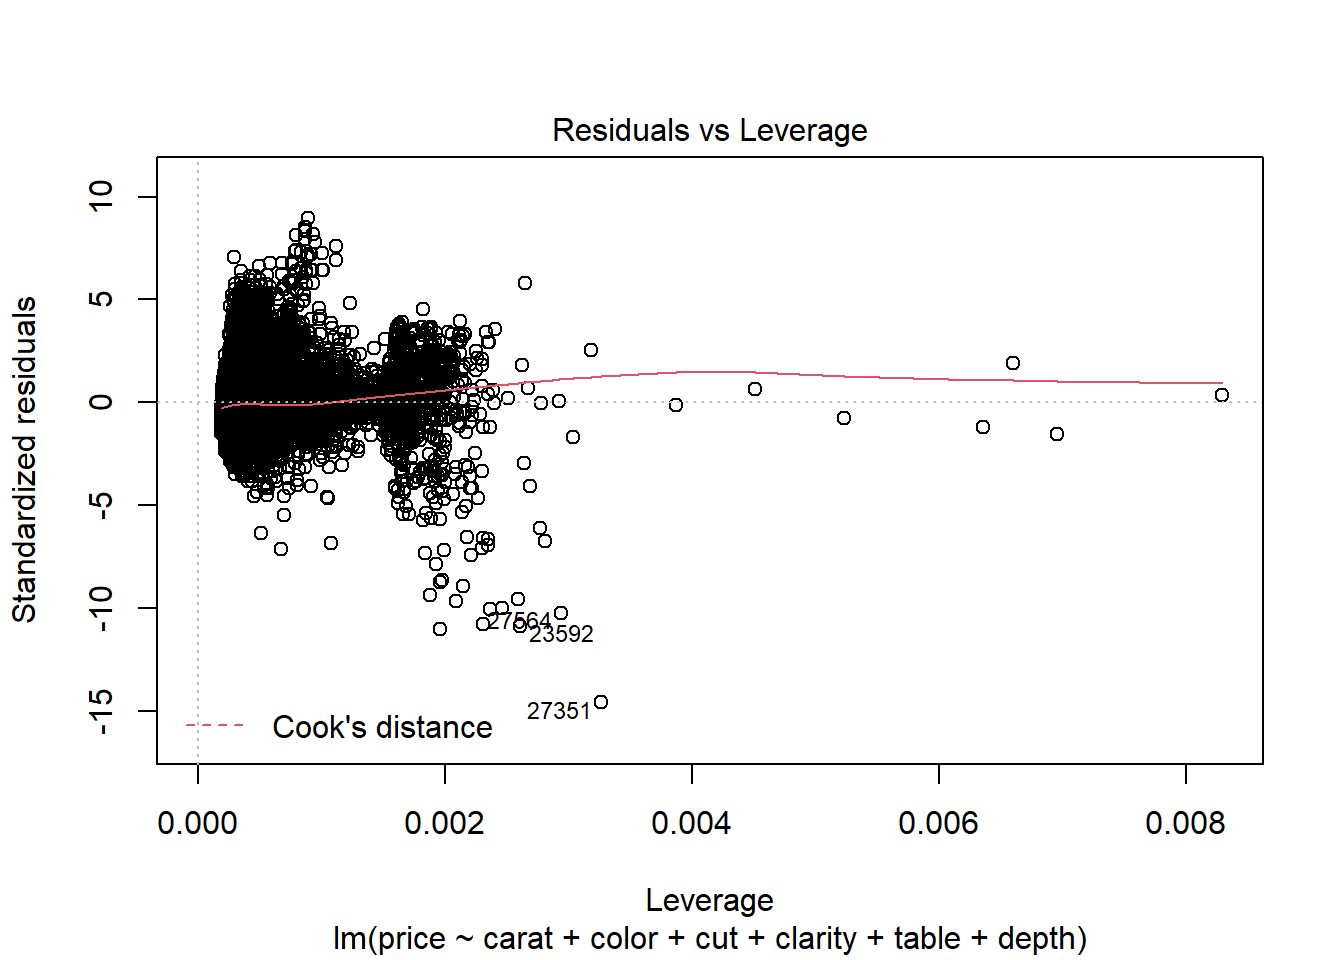 Residuals vs Leverage
Standardized residuals
10
5
0
-5
-10
-15
27564
23592
27351
Cook's distance
0.000 0.002 0.004 0.006 0.008
Leverage
lm(price ~ carat + color + cut + clarity + table + depth)